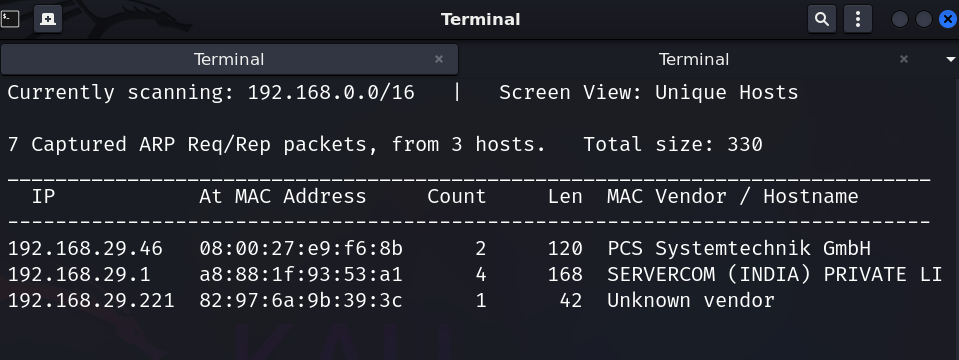 Terminal
Terminal × Terminal ×
Currently scanning: 192.168.0.0/16 | Screen View: Unique Hosts
7 Captured ARP Req/Rep packets, from 3 hosts. Total size: 330
_____________________________________________________________________________
IP At MAC Address Count Len MAC Vendor / Hostname
-----------------------------------------------------------------------------
192.168.29.46 08:00:27:e9:f6:8b 2 120 PCS Systemtechnik GmbH
192.168.29.1 a8:88:1f:93:53:a1 4 168 SERVERCOM (INDIA) PRIVATE LI
192.168.29.221 82:97:6a:9b:39:3c 1 42 Unknown vendor
KALI